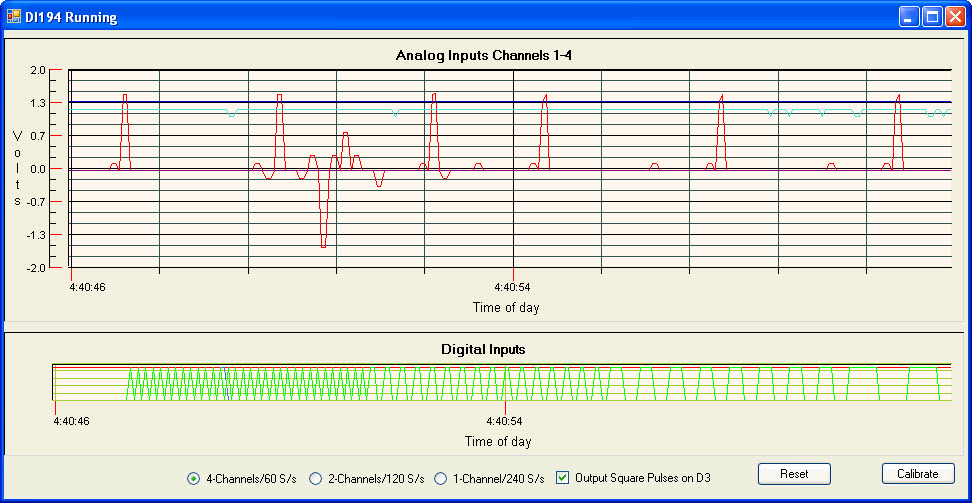 DI194 Running
Analog Inputs Channels 1-4
2.0
1.3
0.7
0.0
-0.7
-1.3
-2.0
Volts
4:40:46
4:40:54
Time of day
Digital Inputs
4:40:46
4:40:54
Time of day
4-Channels/60 S/s
2-Channels/120 S/s
1-Channel/240 S/s
Output Square Pulses on D3
Reset
Calibrate